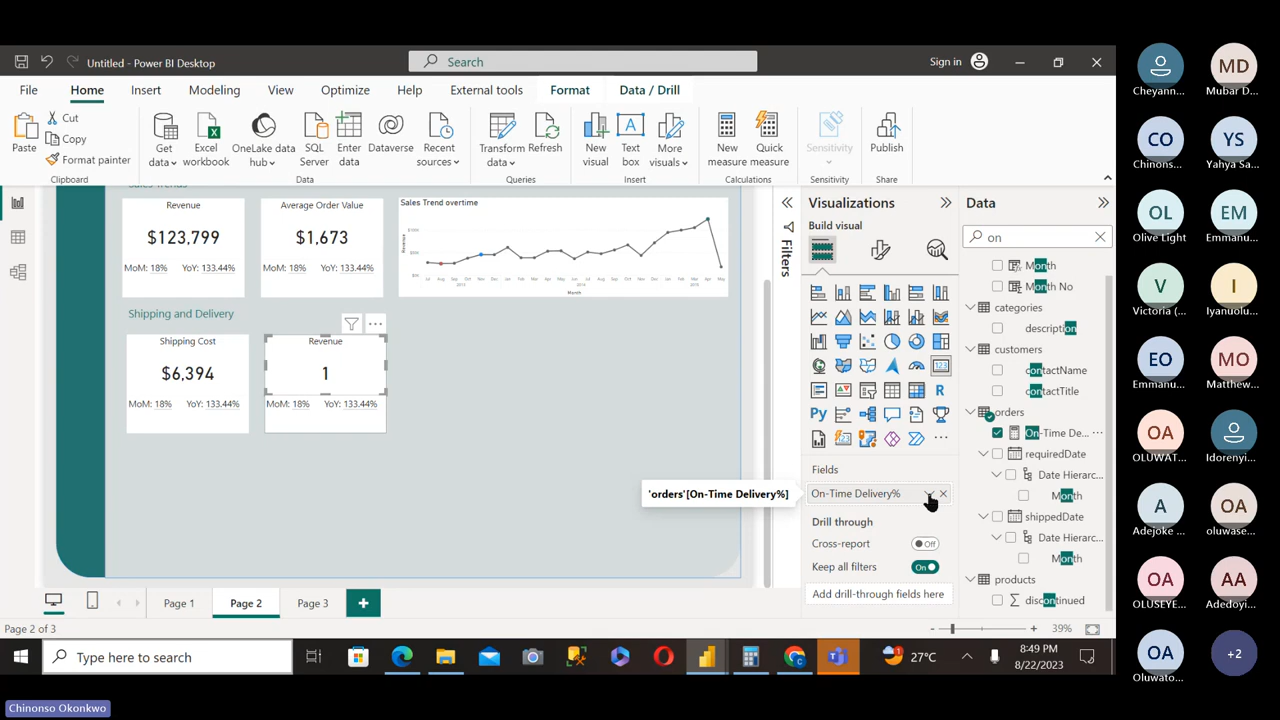 Untitled - Power BI Desktop
Search
Sign in
File
Home
Insert
Modeling
View
Optimize
Help
External tools
Format
Data / Drill
Paste
Cut
Copy
Format painter
Clipboard
Get data
Excel workbook
OneLake data hub
SQL Server
Enter data
Dataverse
Recent sources
Data
Transform data
Refresh
Queries
New visual
Text box
More visuals
Insert
New measure
Quick measure
Calculations
Sensitivity
Sensitivity
Publish
Share
Sales Trends
Revenue
$123,799
MoM: 18% YoY: 133.44%
Average Order Value
$1,673
MoM: 18% YoY: 133.44%
Sales Trend overtime
Revenue
Month
Shipping and Delivery
Shipping Cost
$6,394
MoM: 18% YoY: 133.44%
Revenue
1
MoM: 18% YoY: 133.44%
'orders'[On-Time Delivery%]
Filters
Visualizations
Build visual
123
R
Py
Fields
On-Time Delivery%
Drill through
Cross-report
Off
Keep all filters
On
Add drill-through fields here
Data
on
Month
Month No
categories
description
customers
contactName
contactTitle
orders
On-Time De...
requiredDate
Date Hierarc...
Month
shippedDate
Date Hierarc...
Month
products
discontinued
Page 1
Page 2
Page 3
Page 2 of 3
39%
Type here to search
27°C
8:49 PM
8/22/2023
Chinonso Okonkwo
Cheyann...
MD
Mubar D...
CO
Chinons...
YS
Yahya Sa...
OL
Olive Light
EM
Emmanu...
V
Victoria (...
I
Iyanuolu...
EO
Emmanu...
MO
Matthew...
OA
OLUWAT...
Idorenyi...
A
Adejoke ...
OA
oluwase...
OA
OLUSEYE...
AA
Adedoyi...
OA
Oluwato...
+2